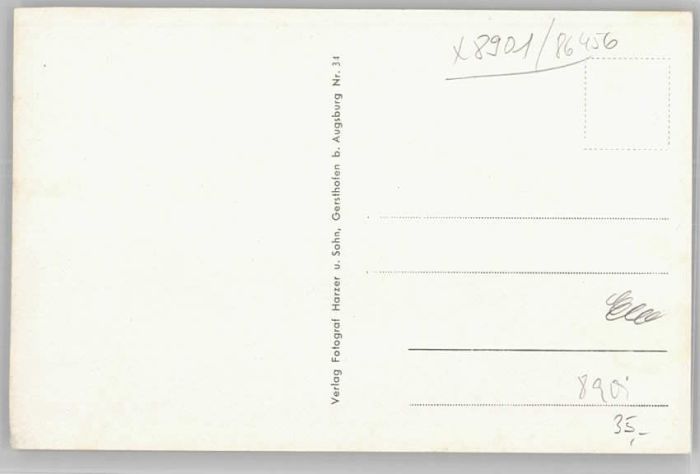 x8901/86456
Verlag Fotograf Harzer u. Sohn, Gersthofen b. Augsburg Nr. 34
8901
35,-